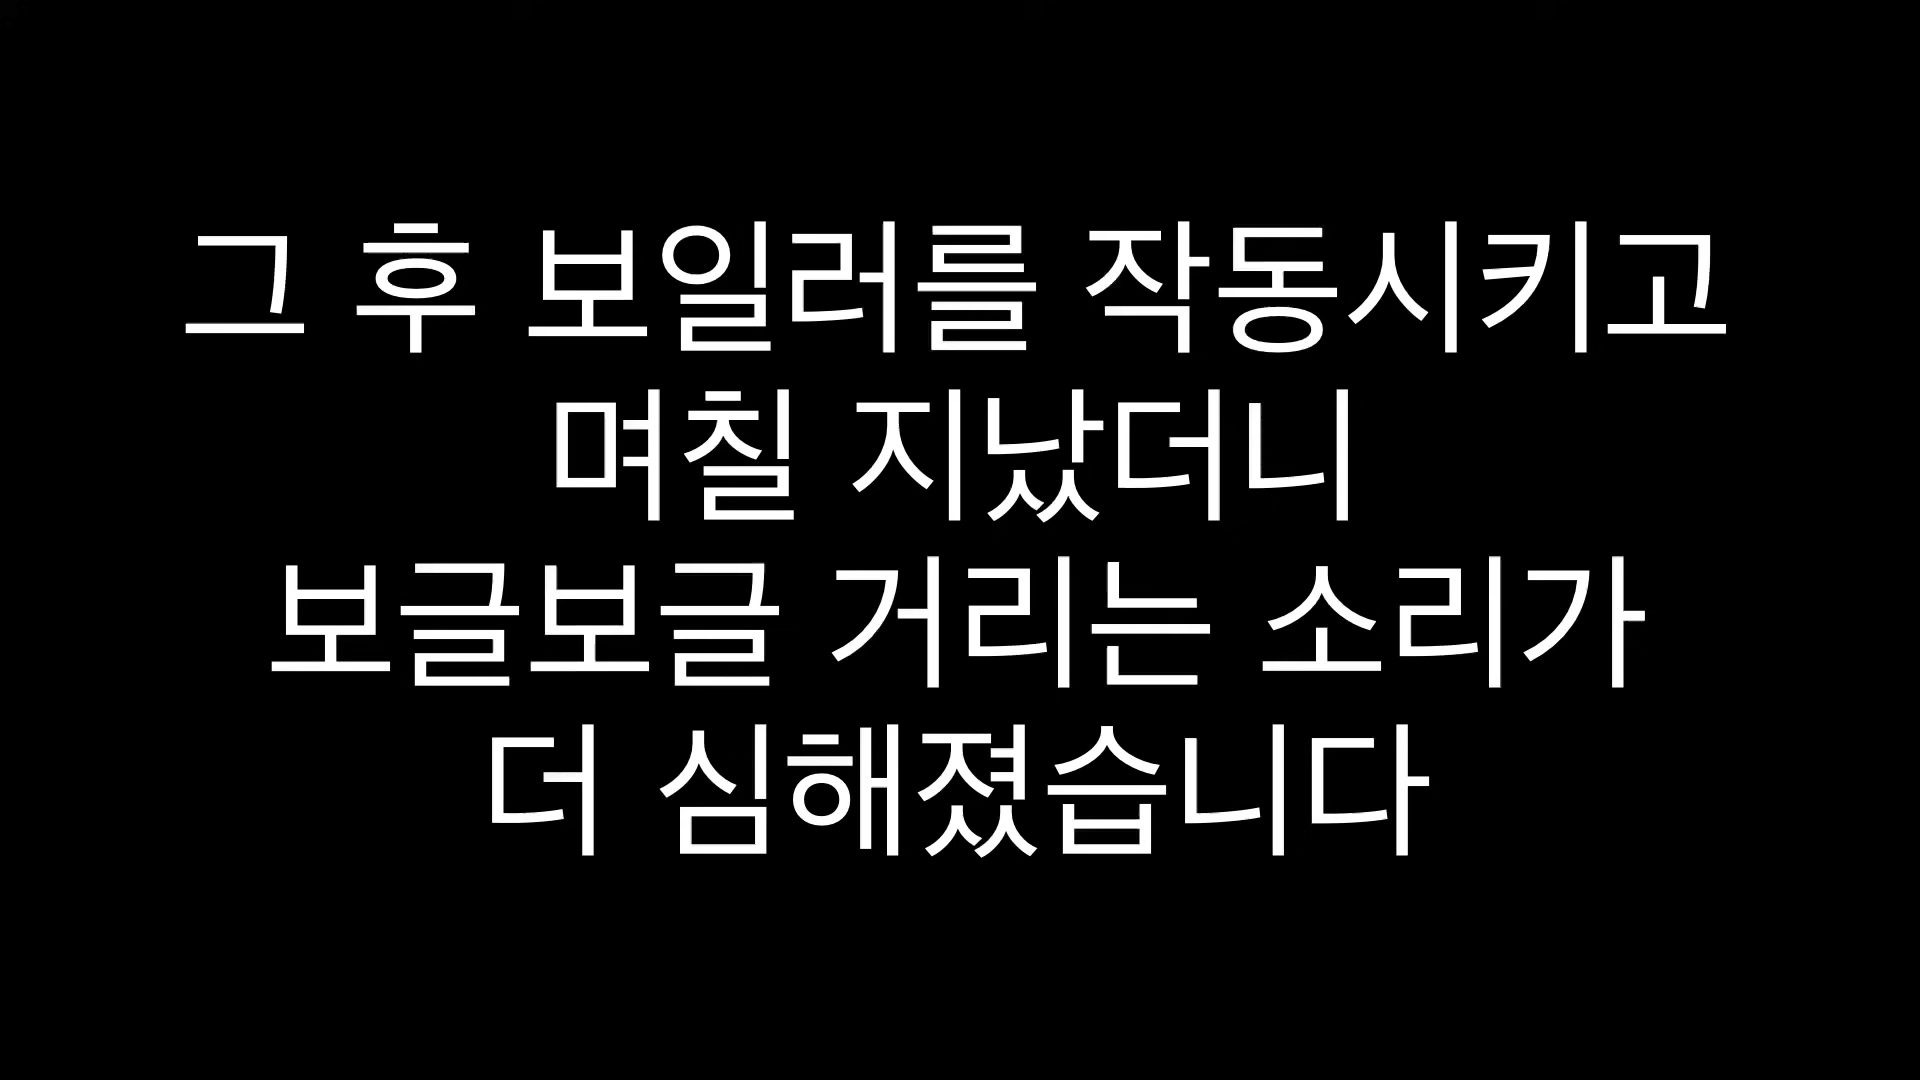 그 후 보일러를 작동시키고
며칠 지났더니
보글보글 거리는 소리가
더 심해졌습니다